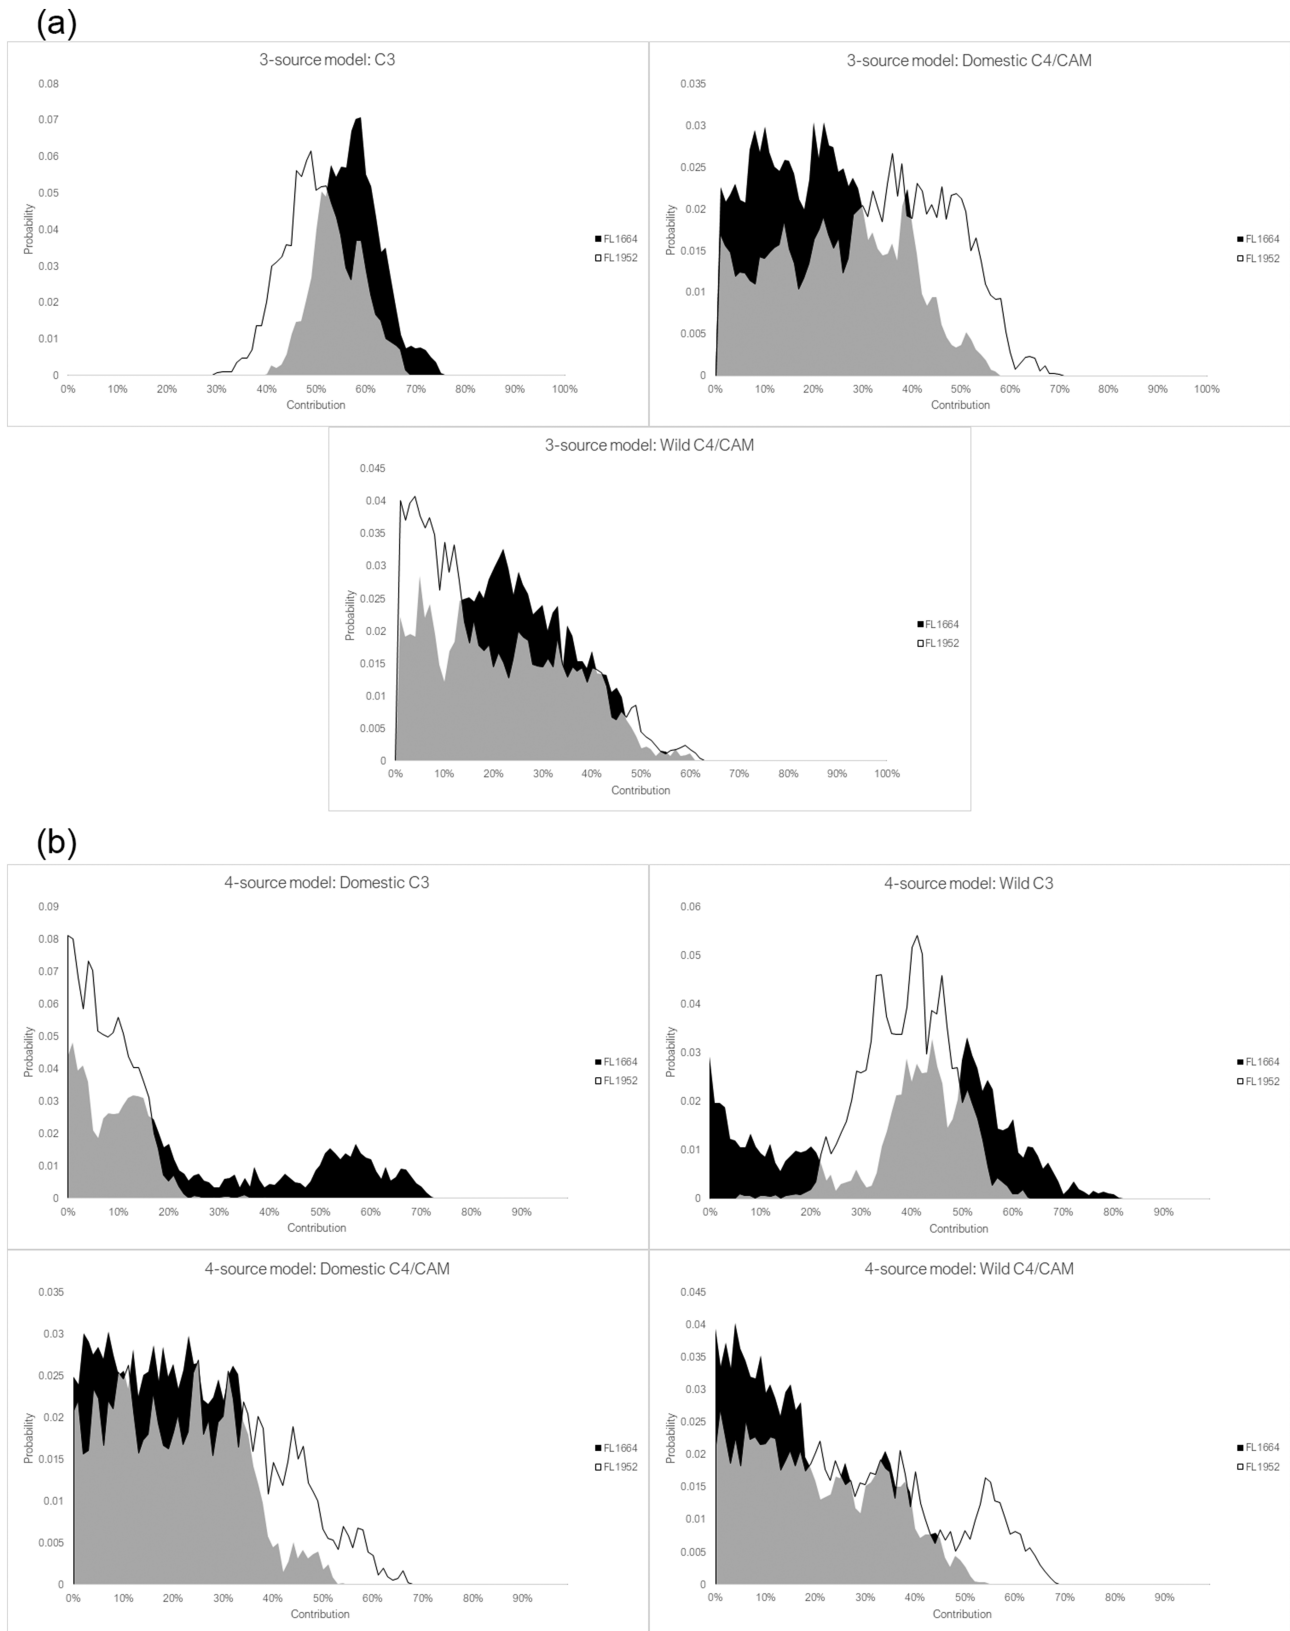 (a)
3-source model: C3
0.08
0.07
0.06
0.05
0.04
0.03
0.02
0.01
0
Probability
0% 10% 20% 30% 40% 50% 60% 70% 80% 90% 100%
Contribution
FL1664
FL1952
3-source model: Domestic C4/CAM
0.035
0.03
0.025
0.02
0.015
0.01
0.005
0
Probability
0% 10% 20% 30% 40% 50% 60% 70% 80% 90% 100%
Contribution
FL1664
FL1952
3-source model: Wild C4/CAM
0.045
0.04
0.035
0.03
0.025
0.02
0.015
0.01
0.005
0
Probability
0% 10% 20% 30% 40% 50% 60% 70% 80% 90% 100%
Contribution
FL1664
FL1952
(b)
4-source model: Domestic C3
0.09
0.08
0.07
0.06
0.05
0.04
0.03
0.02
0.01
0
Probability
0% 10% 20% 30% 40% 50% 60% 70% 80% 90%
Contribution
FL1664
FL1952
4-source model: Wild C3
0.06
0.05
0.04
0.03
0.02
0.01
0
Probability
0% 10% 20% 30% 40% 50% 60% 70% 80% 90%
Contribution
FL1664
FL1952
4-source model: Domestic C4/CAM
0.035
0.03
0.025
0.02
0.015
0.01
0.005
0
Probability
0% 10% 20% 30% 40% 50% 60% 70% 80% 90%
Contribution
FL1664
FL1952
4-source model: Wild C4/CAM
0.045
0.04
0.035
0.03
0.025
0.02
0.015
0.01
0.005
0
Probability
0% 10% 20% 30% 40% 50% 60% 70% 80% 90%
Contribution
FL1664
FL1952